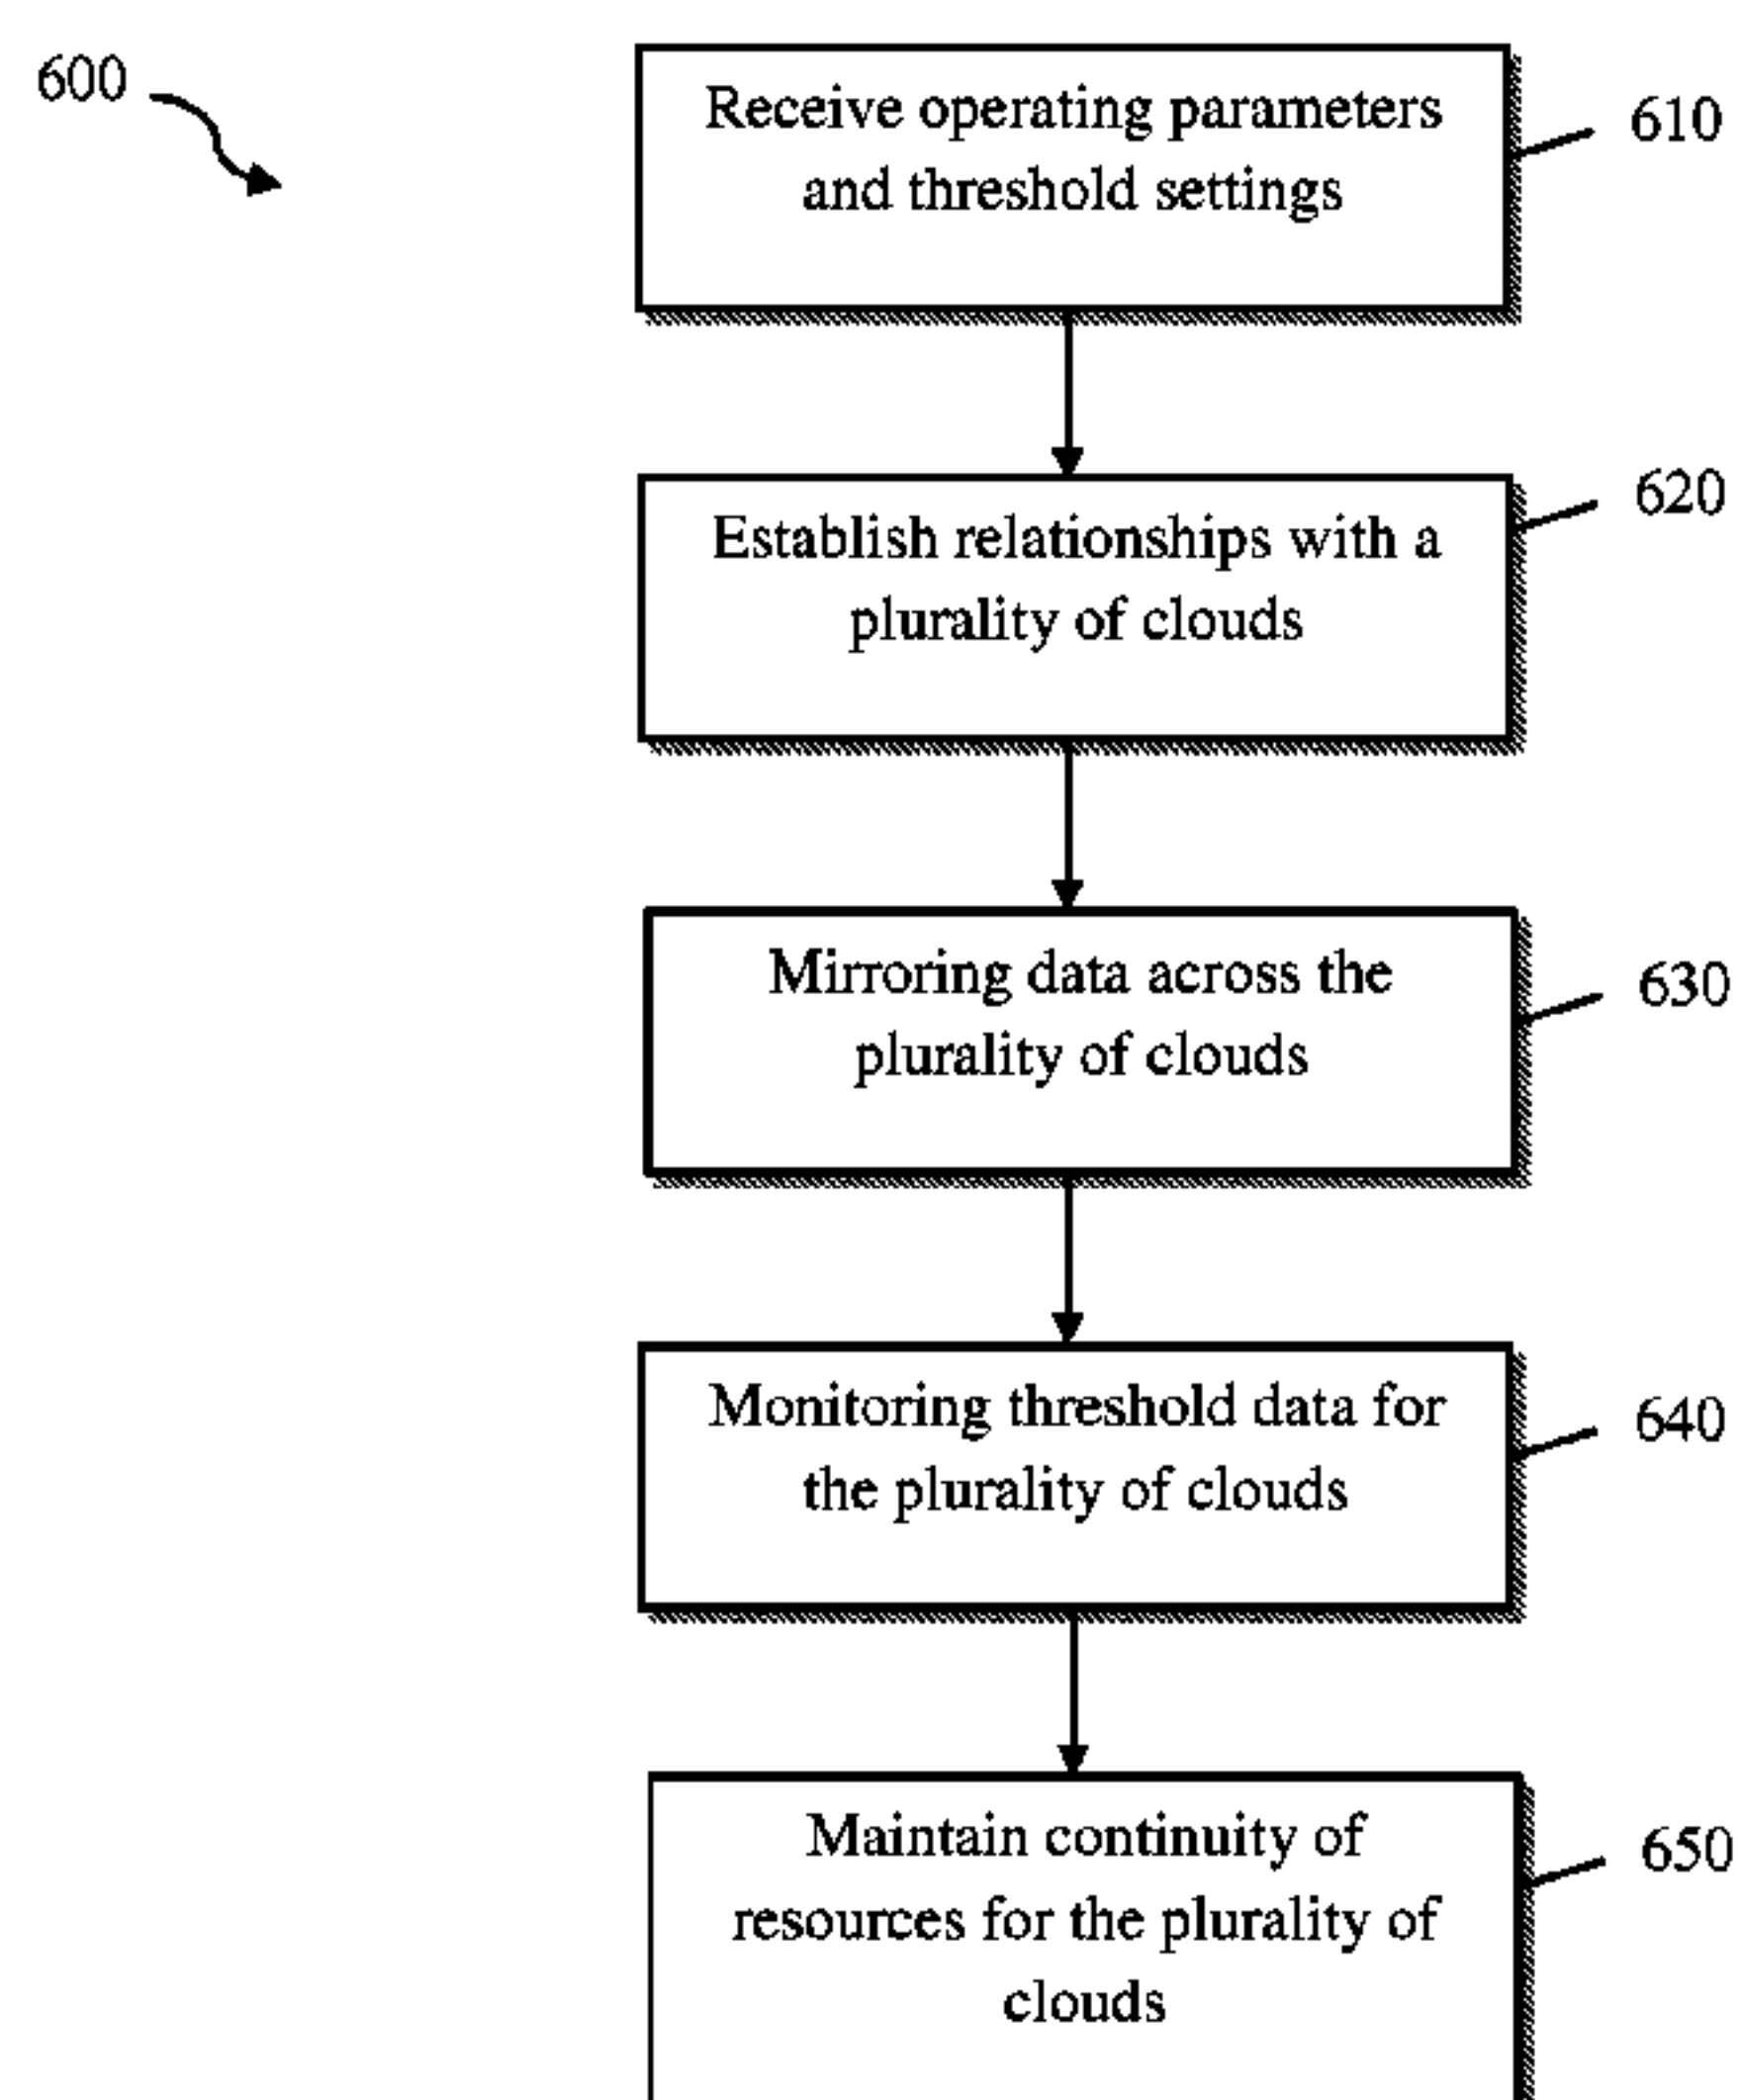 600
Receive operating parameters
and threshold settings
610
Establish relationships with a
plurality of clouds
620
Mirroring data across the
plurality of clouds
630
Monitoring threshold data for
the plurality of clouds
640
Maintain continuity of
resources for the plurality of
clouds
650